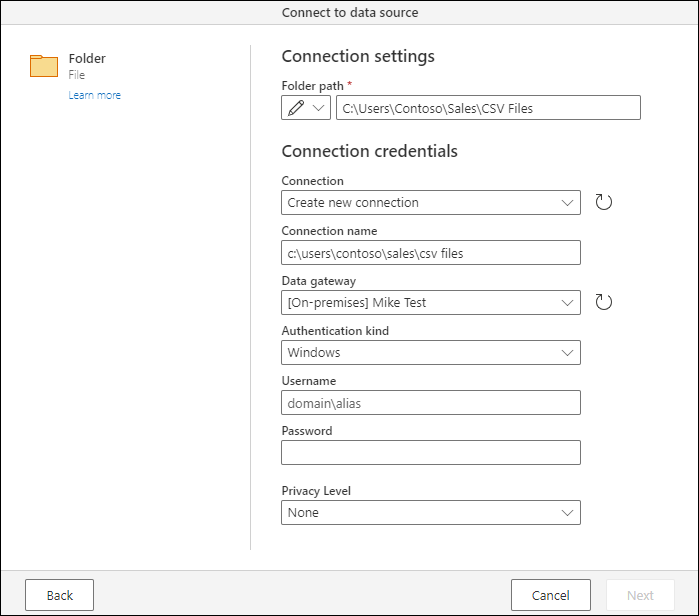 Connect to data source
Folder
File
Learn more
Connection settings
Folder path *
C:\Users\Contoso\Sales\CSV Files
Connection credentials
Connection
Create new connection
Connection name
c:\users\contoso\sales\csv files
Data gateway
[On-premises] Mike Test
Authentication kind
Windows
Username
domain\alias
Password
Privacy Level
None
Back
Cancel
Next